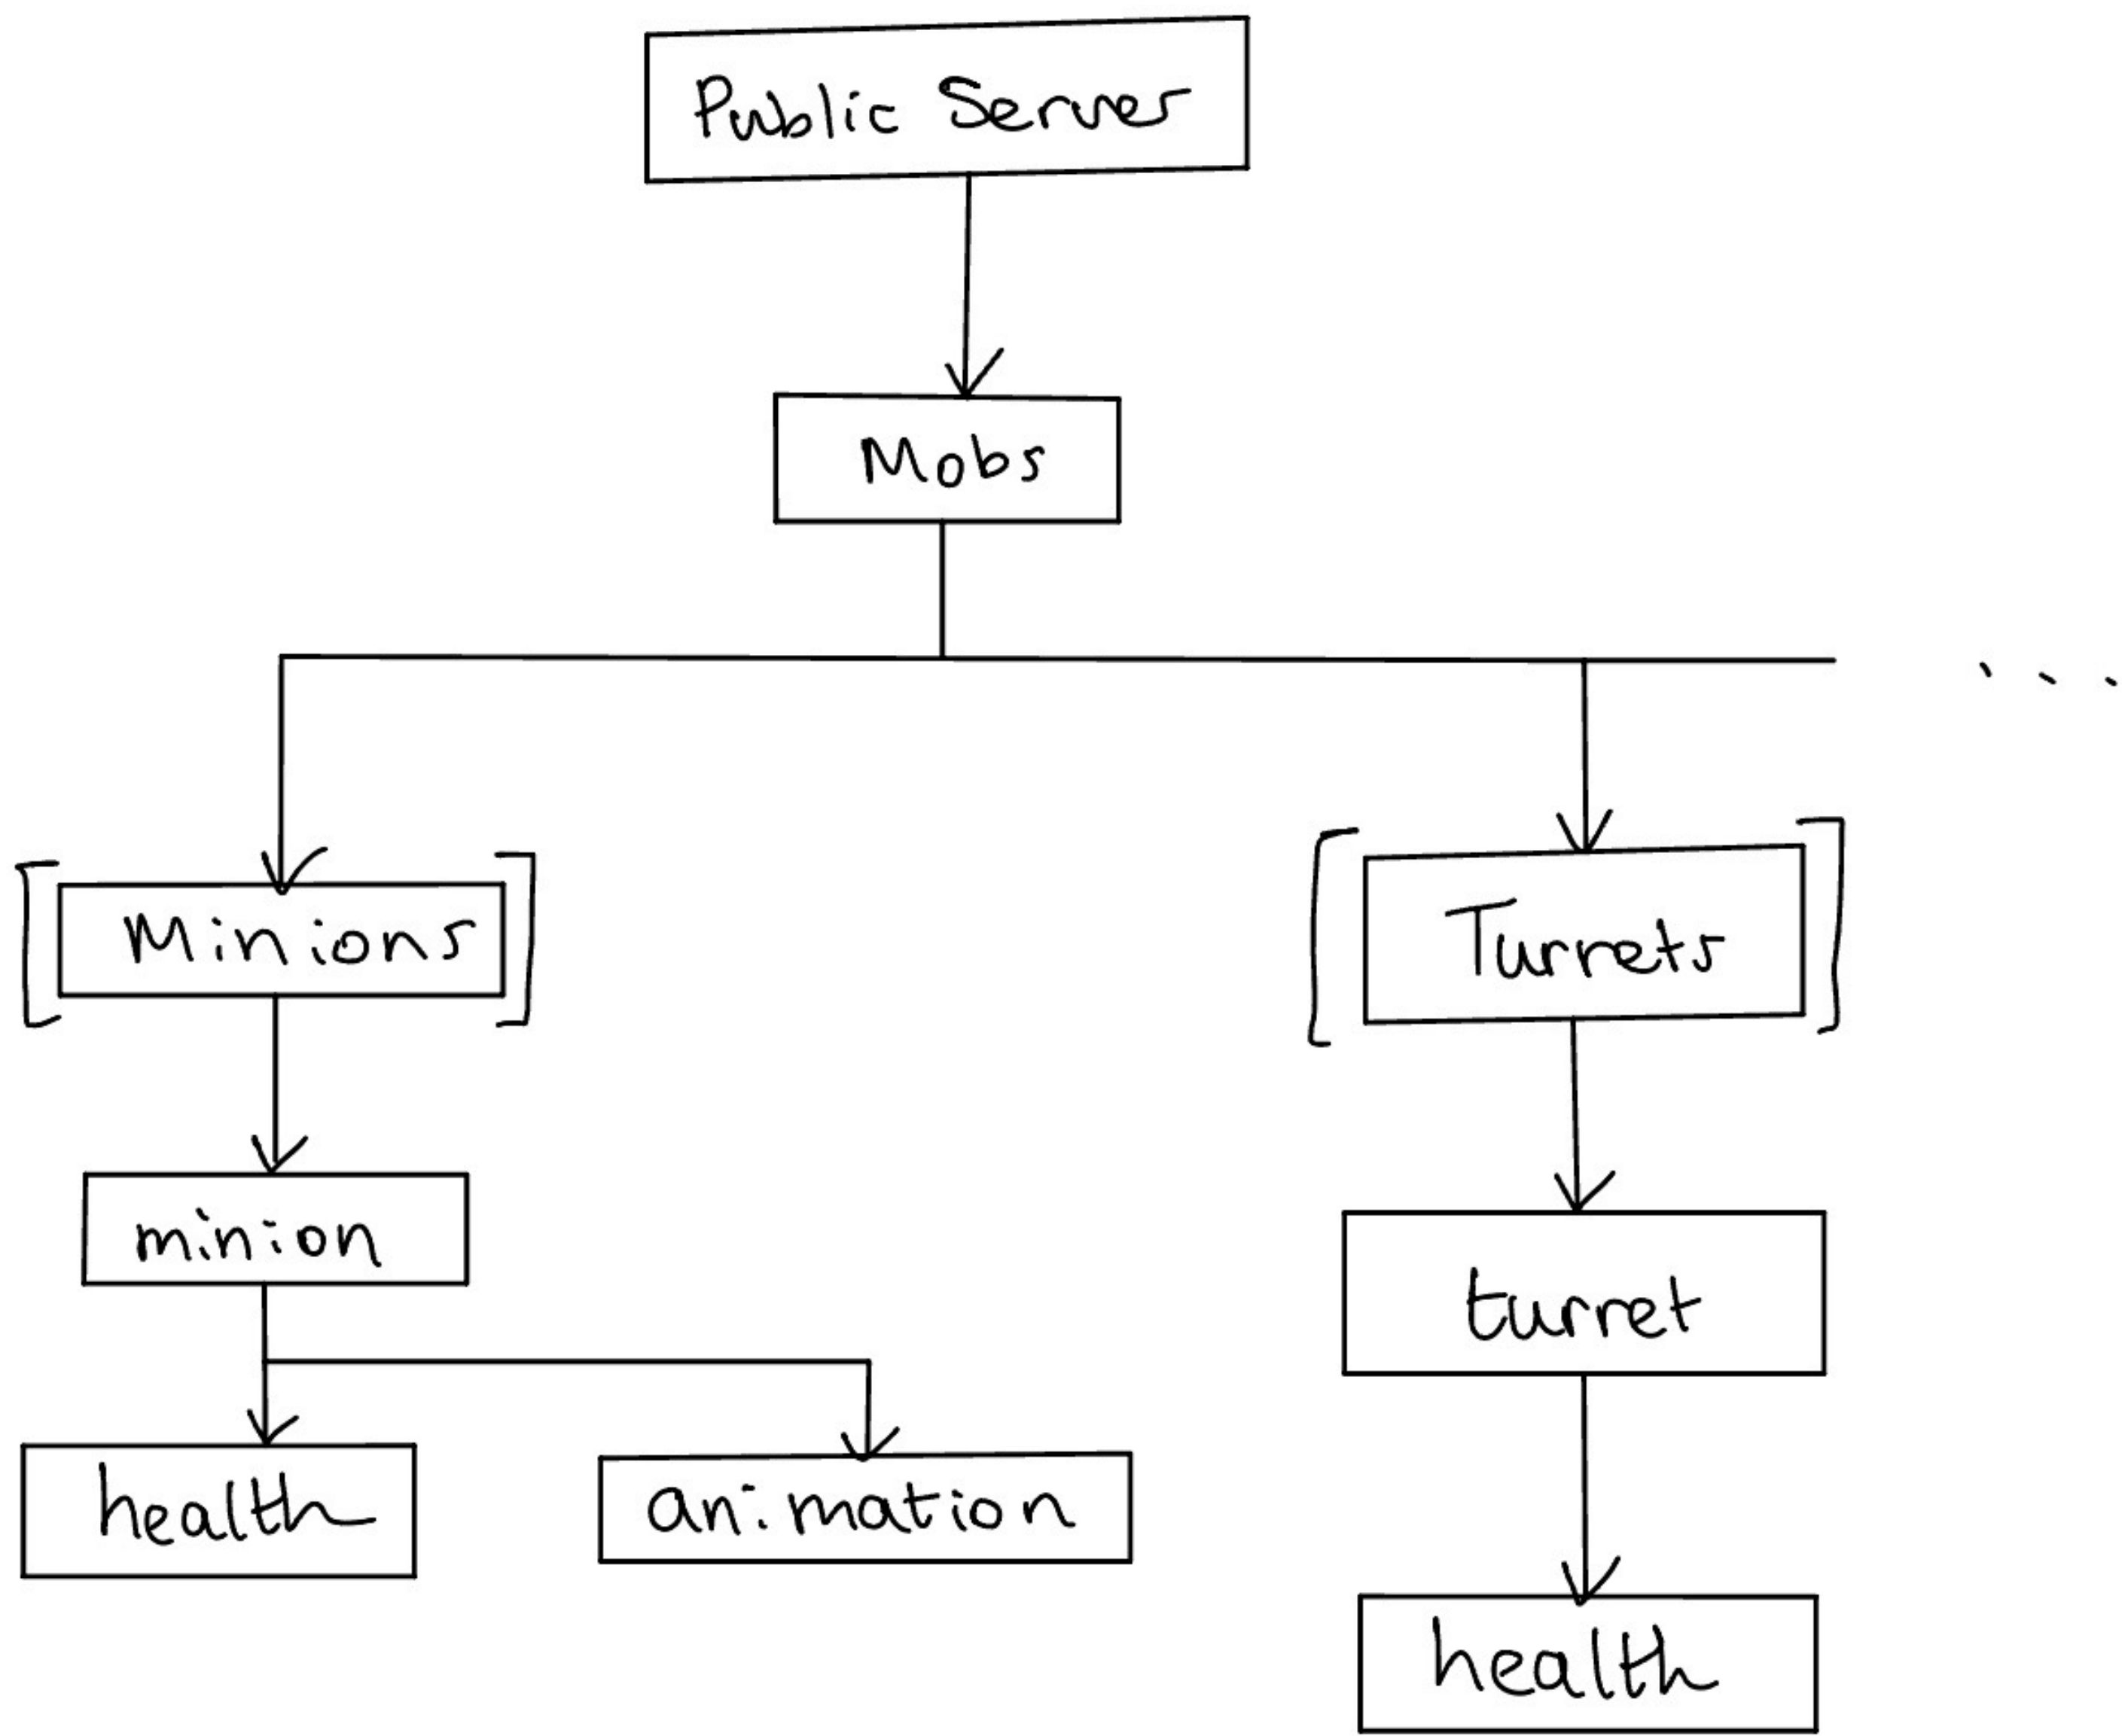 Public Server
Mobs
...
[Minions]
[Turrets]
minion
turret
health
animation
health